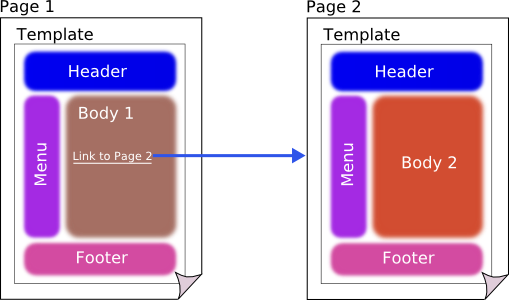 Page 1
Template
Header
Menu
Body 1
Link to Page 2
Footer
Page 2
Template
Header
Menu
Body 2
Footer